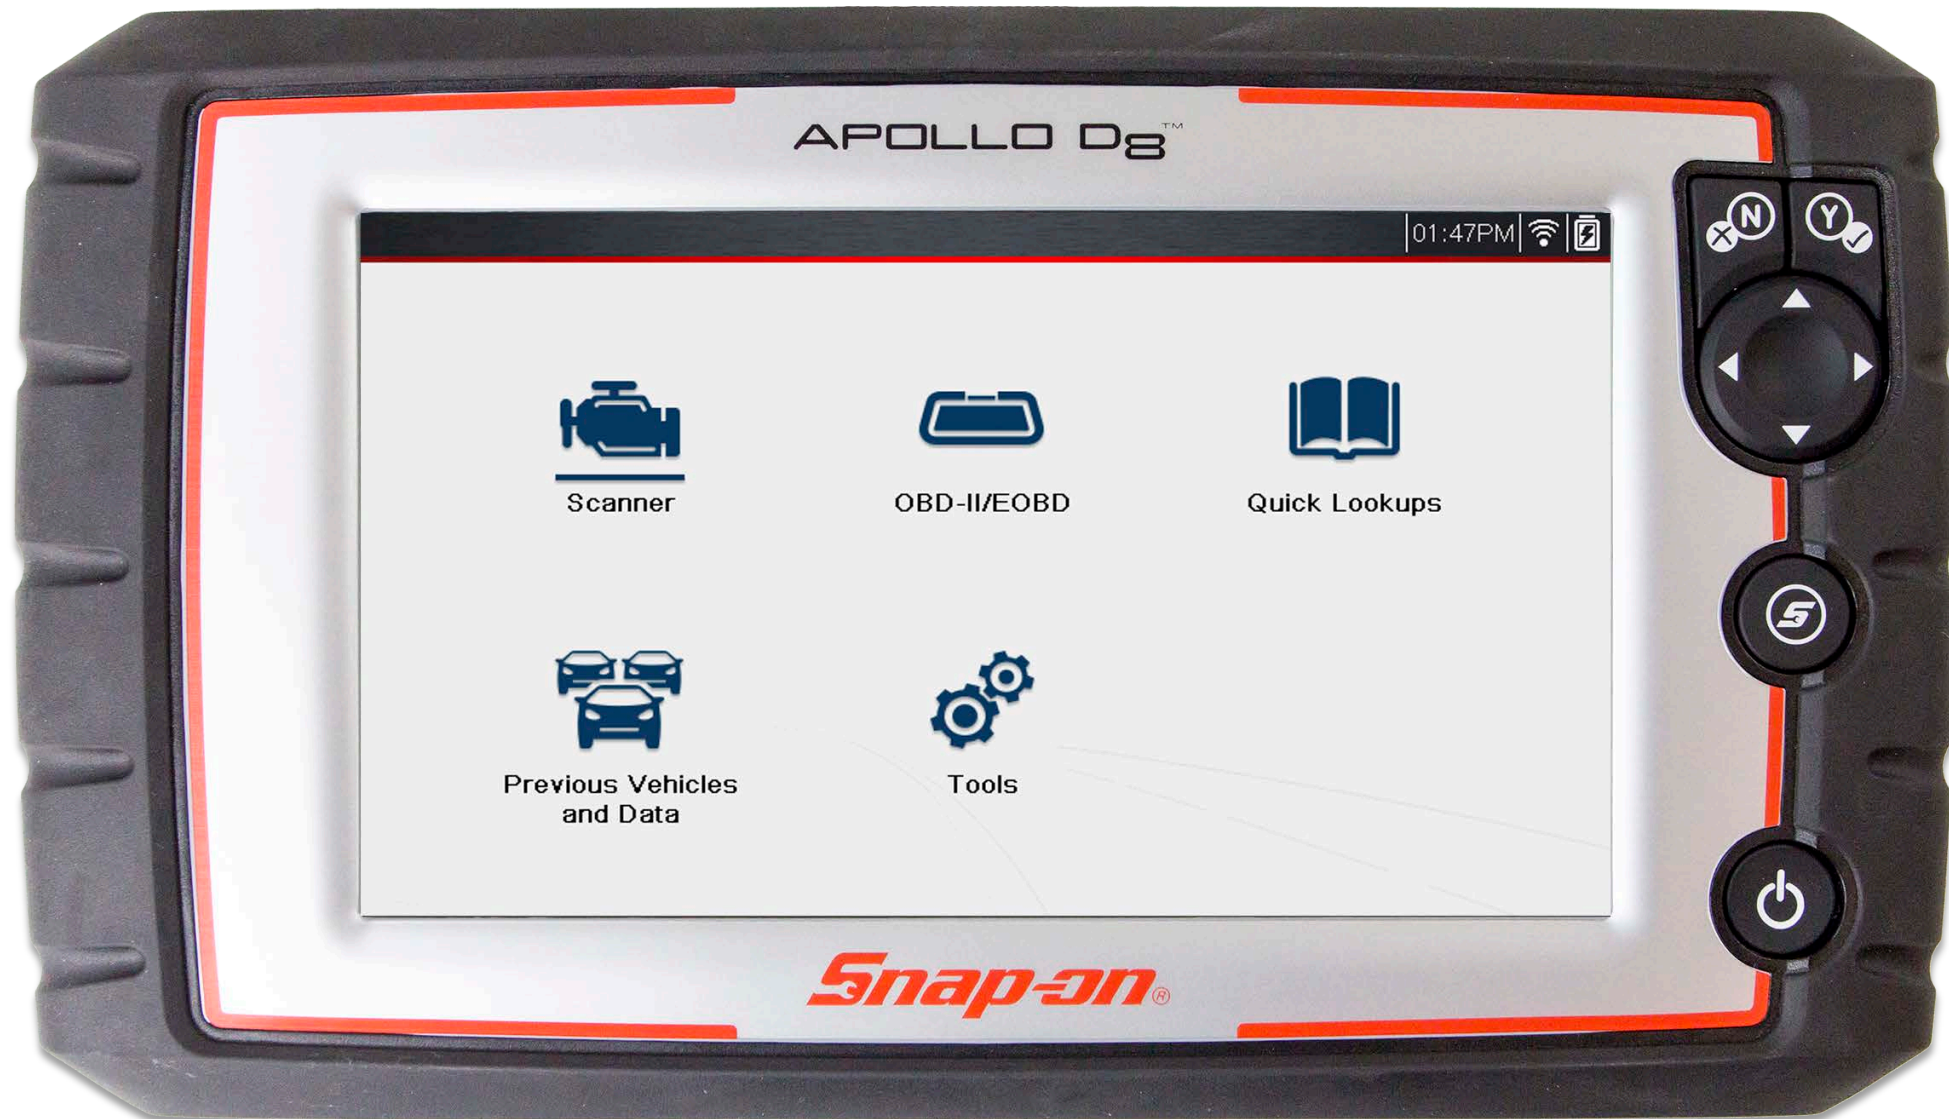 APOLLO D8™
01:47PM
N
Y
Scanner
OBD-II/EOBD
Quick Lookups
Previous Vehicles
and Data
Tools
Snap-on®